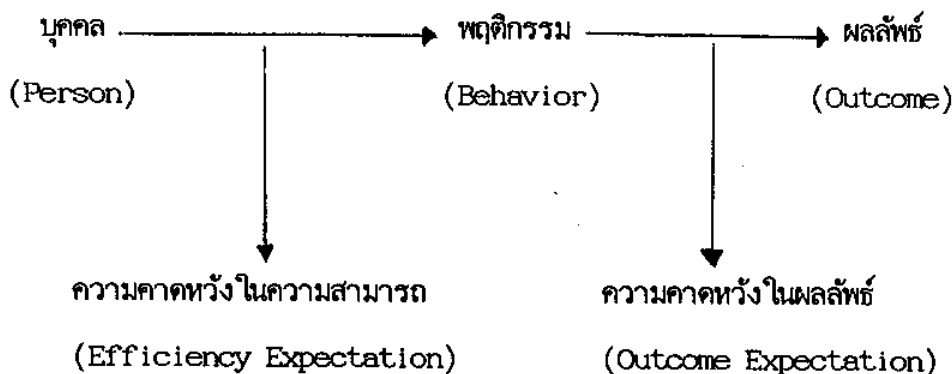 บุคคล พฤติกรรม ผลลัพธ์
(Person) (Behavior) (Outcome)
ความคาดหวังในความสามารถ ความคาดหวังในผลลัพธ์
(Efficiency Expectation) (Outcome Expectation)